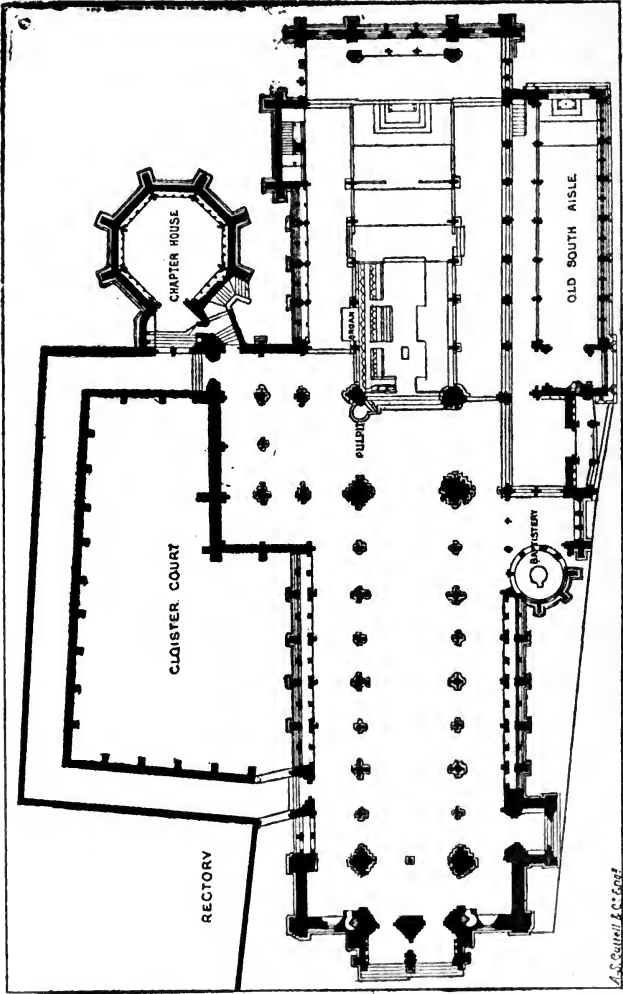 CHAPTER HOUSE
OLD SOUTH AISLE
ORGAN
PULPIT
CLOISTER COURT
BAPTISTERY
RECTORY